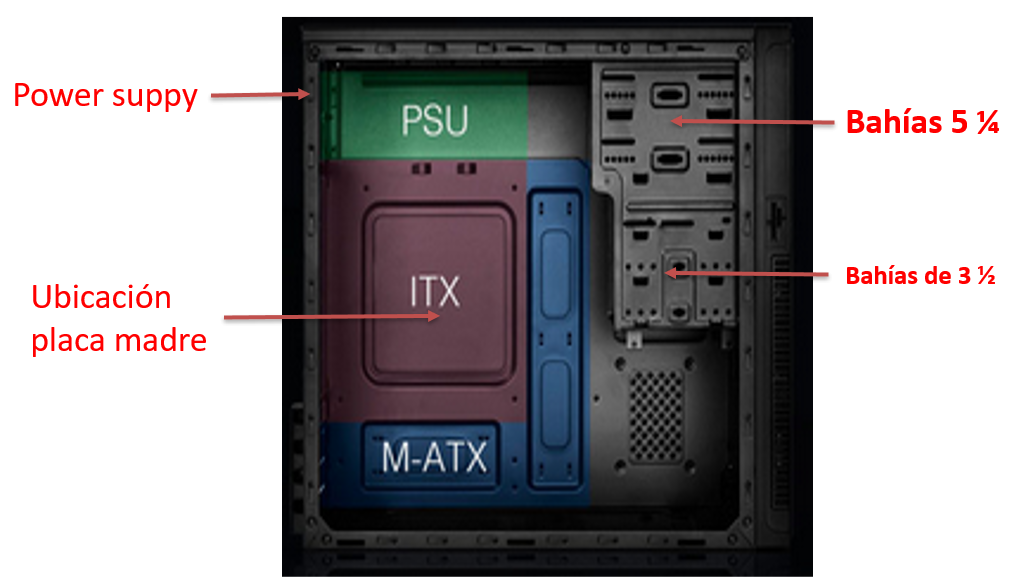 Power suppy
PSU
Bahías 5 ¼
ITX
Bahías de 3 ½
Ubicación
placa madre
M-ATX